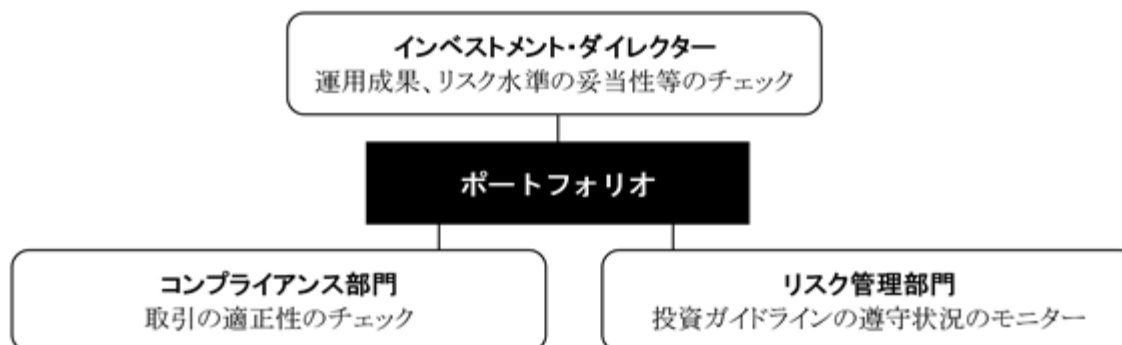 インベストメント・ダイレクター
運用成果、リスク水準の妥当性等のチェック
ポートフォリオ
コンプライアンス部門
取引の適正性のチェック
リスク管理部門
投資ガイドラインの遵守状況のモニター